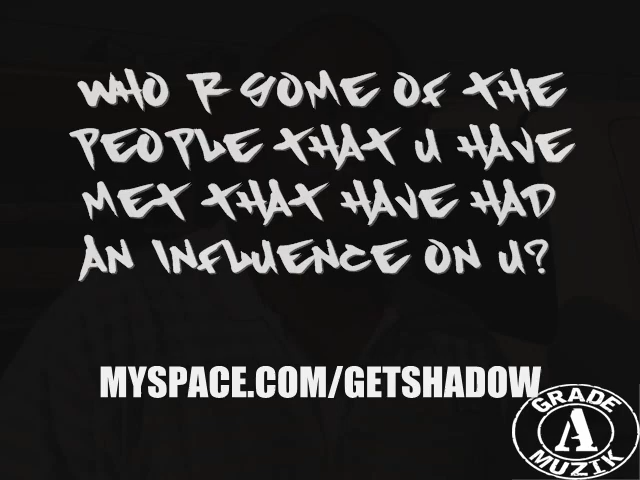 WHO R SOME OF THE
PEOPLE THAT U HAVE
MET THAT HAVE HAD
AN INFLUENCE ON U?
MYSPACE.COM/GETSHADOW
GRADE
A
MUZIK